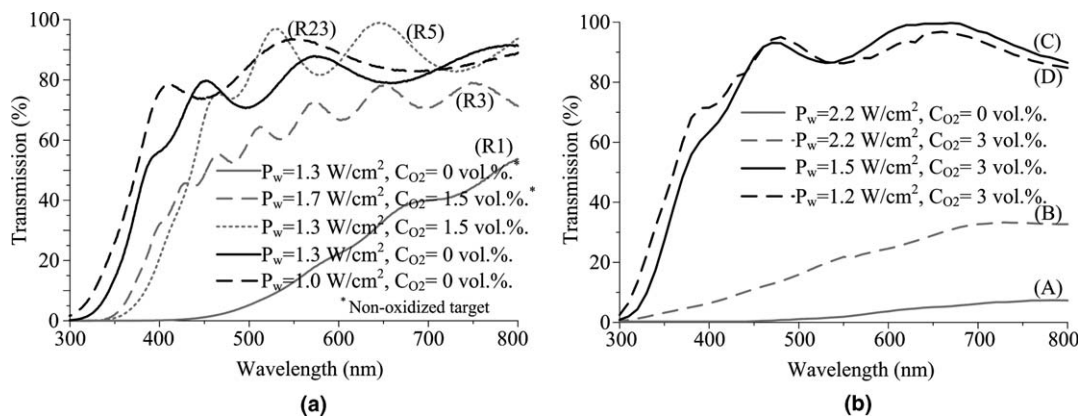 100
80
60
40
20
0
Transmission (%)
(R23)
(R5)
(R3)
(R1)
P_w=1.3 W/cm², C_O2= 0 vol.%.*
P_w=1.7 W/cm², C_O2= 1.5 vol.%.*
P_w=1.3 W/cm², C_O2= 1.5 vol.%.
P_w=1.3 W/cm², C_O2= 0 vol.%.
P_w=1.0 W/cm², C_O2= 0 vol.%.
*Non-oxidized target
300 400 500 600 700 800
Wavelength (nm)
(a)
100
80
60
40
20
0
Transmission (%)
(C)
(D)
P_w=2.2 W/cm², C_O2= 0 vol.%.
P_w=2.2 W/cm², C_O2= 3 vol.%.
P_w=1.5 W/cm², C_O2= 3 vol.%.
P_w=1.2 W/cm², C_O2= 3 vol.%.
(B)
(A)
300 400 500 600 700 800
Wavelength (nm)
(b)